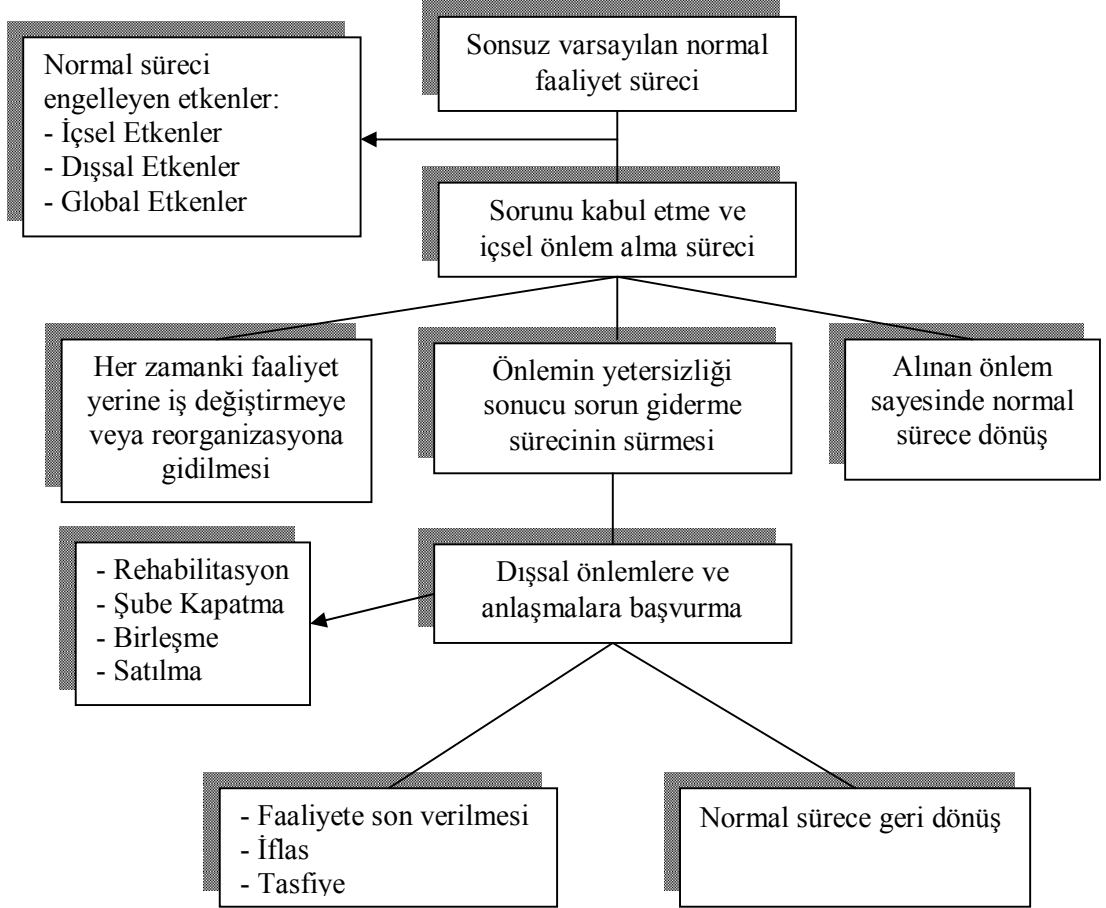 Sonsuz varsayılan normal
faaliyet süreci
Normal süreci
engelleyen etkenler:
- İçsel Etkenler
- Dışsal Etkenler
- Global Etkenler
Sorunu kabul etme ve
içsel önlem alma süreci
Her zamanki faaliyet
yerine iş değiştirmeye
veya reorganizasyona
gidilmesi
Önlemin yetersizliği
sonucu sorun giderme
sürecinin sürmesi
Alınan önlem
sayesinde normal
sürece dönüş
Dışsal önlemlere ve
anlaşmalara başvurma
- Rehabilitasyon
- Şube Kapatma
- Birleşme
- Satılma
- Faaliyete son verilmesi
- İflas
- Tasfiye
Normal sürece geri dönüş